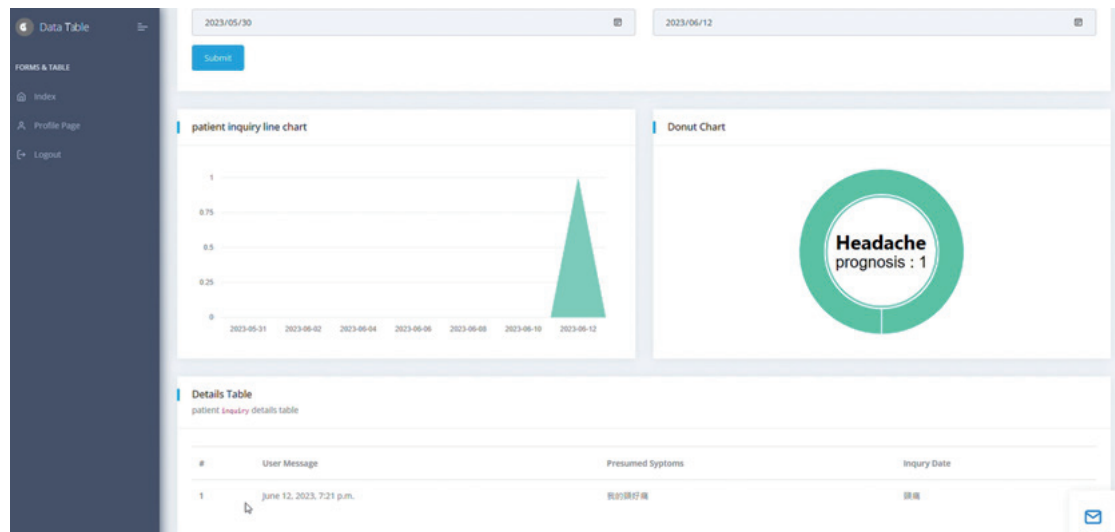 Data Table
FORMS & TABLE
Index
Profile Page
Logout
2023/05/30
2023/06/12
Submit
patient inquiry line chart
1
0.75
0.5
0.25
0
2023-05-31 2023-06-02 2023-06-04 2023-06-06 2023-06-08 2023-06-10 2023-06-12
Donut Chart
Headache
prognosis : 1
Details Table
patient inquiry details table
# User Message Presumed Syptoms Inqury Date
1 June 12, 2023, 7:21 p.m. 我的頭好痛 頭痛